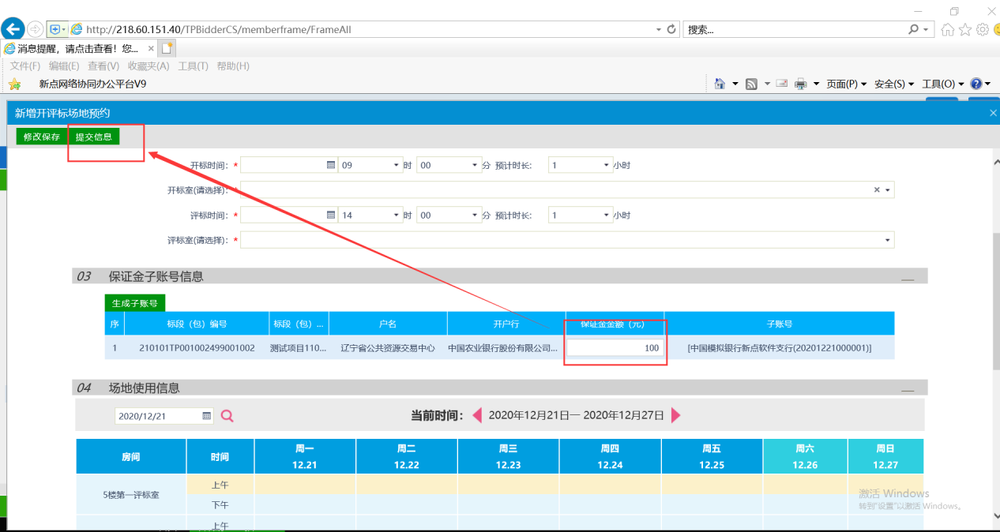 http://218.60.151.40/TPBidderCS/memberframe/FrameAll
搜索...
消息提醒，请点击查看！您...
文件(F) 编辑(E) 查看(V) 收藏夹(A) 工具(T) 帮助(H)
新点网络协同办公平台V9
页面(P) 安全(S) 工具(O)
新增开评标场地预约
修改保存 提交信息
开标时间：* 09 时 00 分 预计时长: 1 小时
开标室(请选择)：
评标时间：* 14 时 00 分 预计时长: 1 小时
评标室(请选择)：*
03 保证金子账号信息
生成子账号
序 标段（包）编号 标段（包）... 户名 开户行 保证金金额（元） 子账号
1 210101TP001002499001002 测试项目110... 辽宁省公共资源交易中心 中国农业银行股份有限公司... 100 [中国模拟银行新点软件支行(20201221000001)]
04 场地使用信息
2020/12/21 当前时间： 2020年12月21日— 2020年12月27日
房间 时间 周一 周二 周三 周四 周五 周六 周日
12.21 12.22 12.23 12.24 12.25 12.26 12.27
5楼第一评标室 上午
下午
上午
激活 Windows
转到"设置"以激活 Windows。